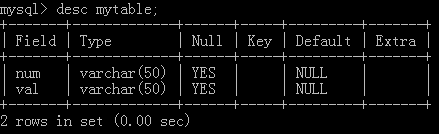 mysql> desc mytable;
+-------+-------------+------+-----+---------+-------+
| Field | Type        | Null | Key | Default | Extra |
+-------+-------------+------+-----+---------+-------+
| num   | varchar(50) | YES  |     | NULL    |       |
| val   | varchar(50) | YES  |     | NULL    |       |
+-------+-------------+------+-----+---------+-------+
2 rows in set (0.00 sec)